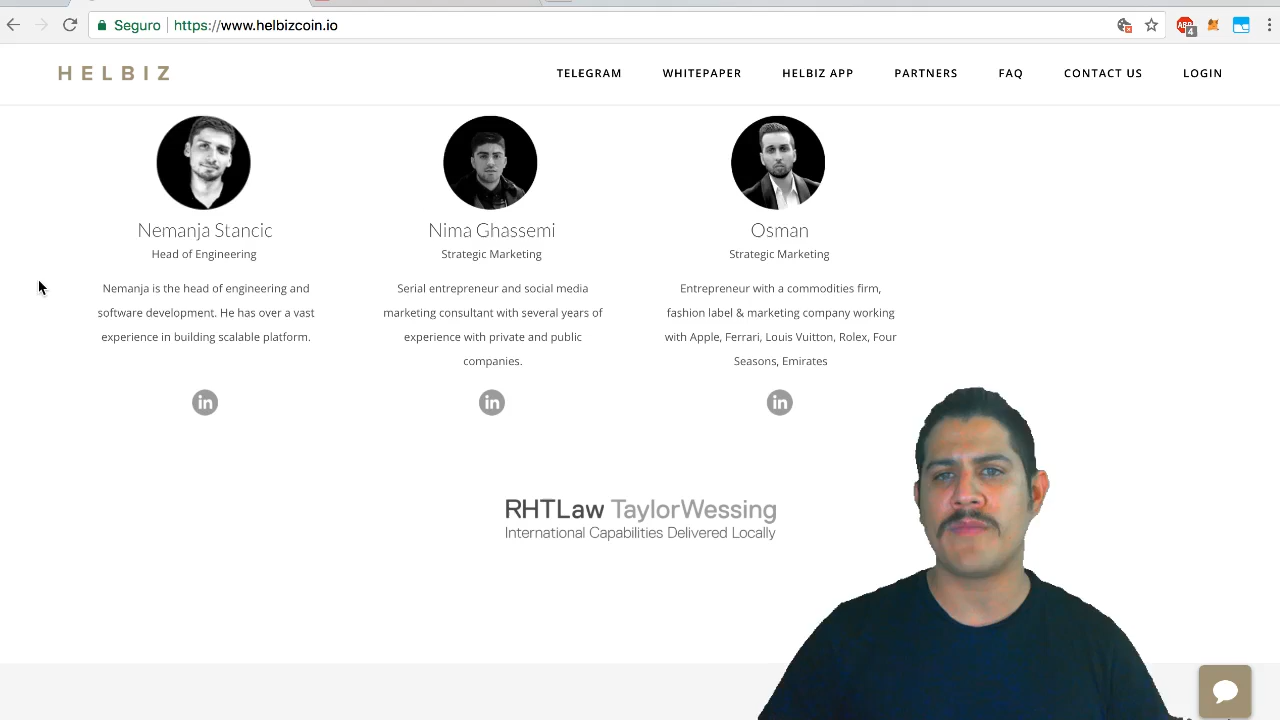 Seguro https://www.helbizcoin.io
4
HELBIZ
TELEGRAM WHITEPAPER HELBIZ APP PARTNERS FAQ CONTACT US LOGIN
Nemanja Stancic
Head of Engineering
Nemanja is the head of engineering and
software development. He has over a vast
experience in building scalable platform.
in
Nima Ghassemi
Strategic Marketing
Serial entrepreneur and social media
marketing consultant with several years of
experience with private and public
companies.
in
Osman
Strategic Marketing
Entrepreneur with a commodities firm,
fashion label & marketing company working
with Apple, Ferrari, Louis Vuitton, Rolex, Four
Seasons, Emirates
in
RHTLaw TaylorWessing
International Capabilities Delivered Locally